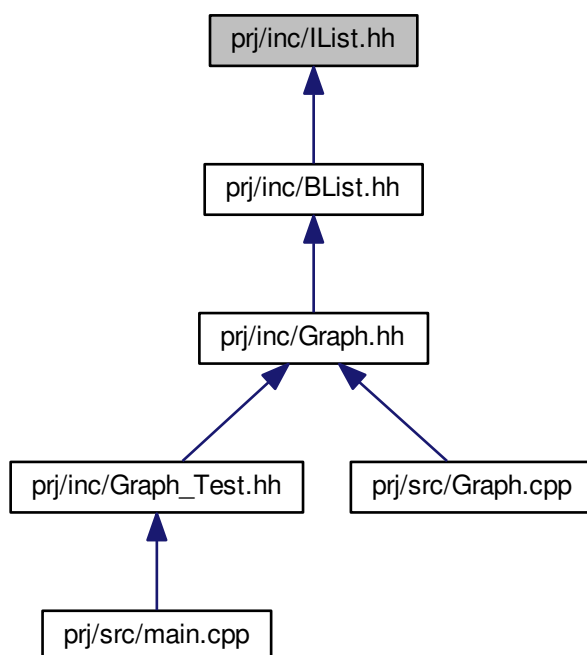 prj/inc/IList.hh
prj/inc/BList.hh
prj/inc/Graph.hh
prj/inc/Graph_Test.hh
prj/src/Graph.cpp
prj/src/main.cpp